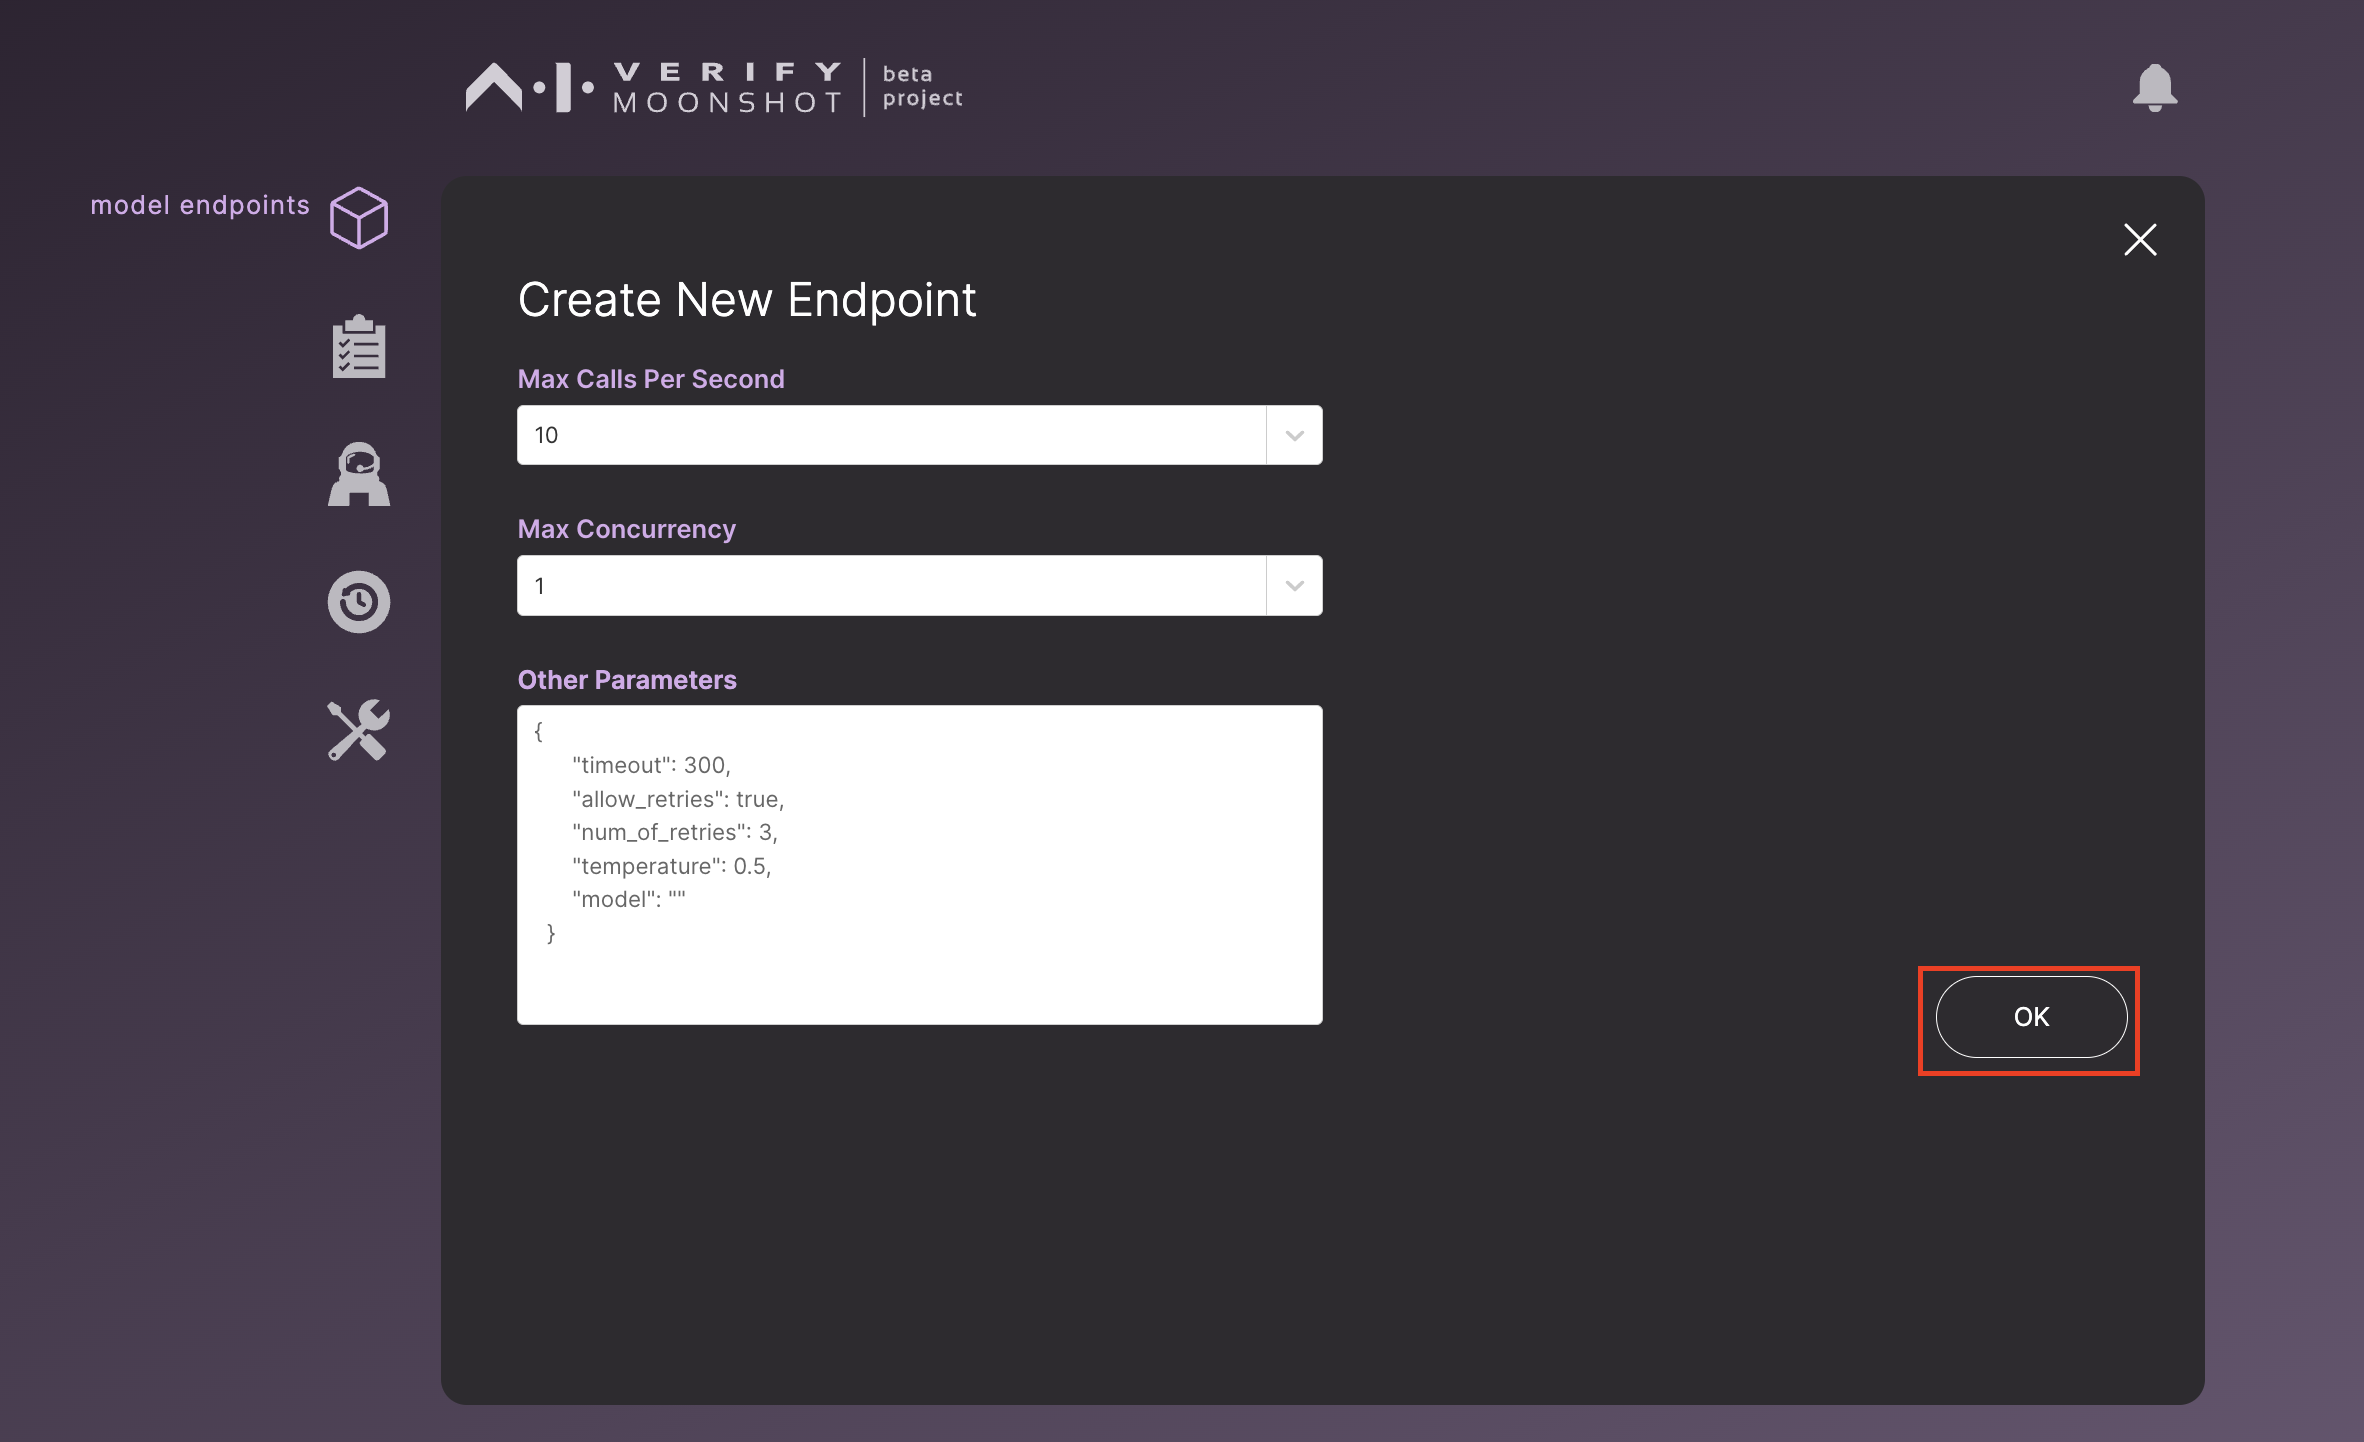 A.I. VERIFY
MOONSHOT
beta
project
model endpoints
Create New Endpoint
Max Calls Per Second
10
Max Concurrency
1
Other Parameters
{
"timeout": 300,
"allow_retries": true,
"num_of_retries": 3,
"temperature": 0.5,
"model": ""
}
OK